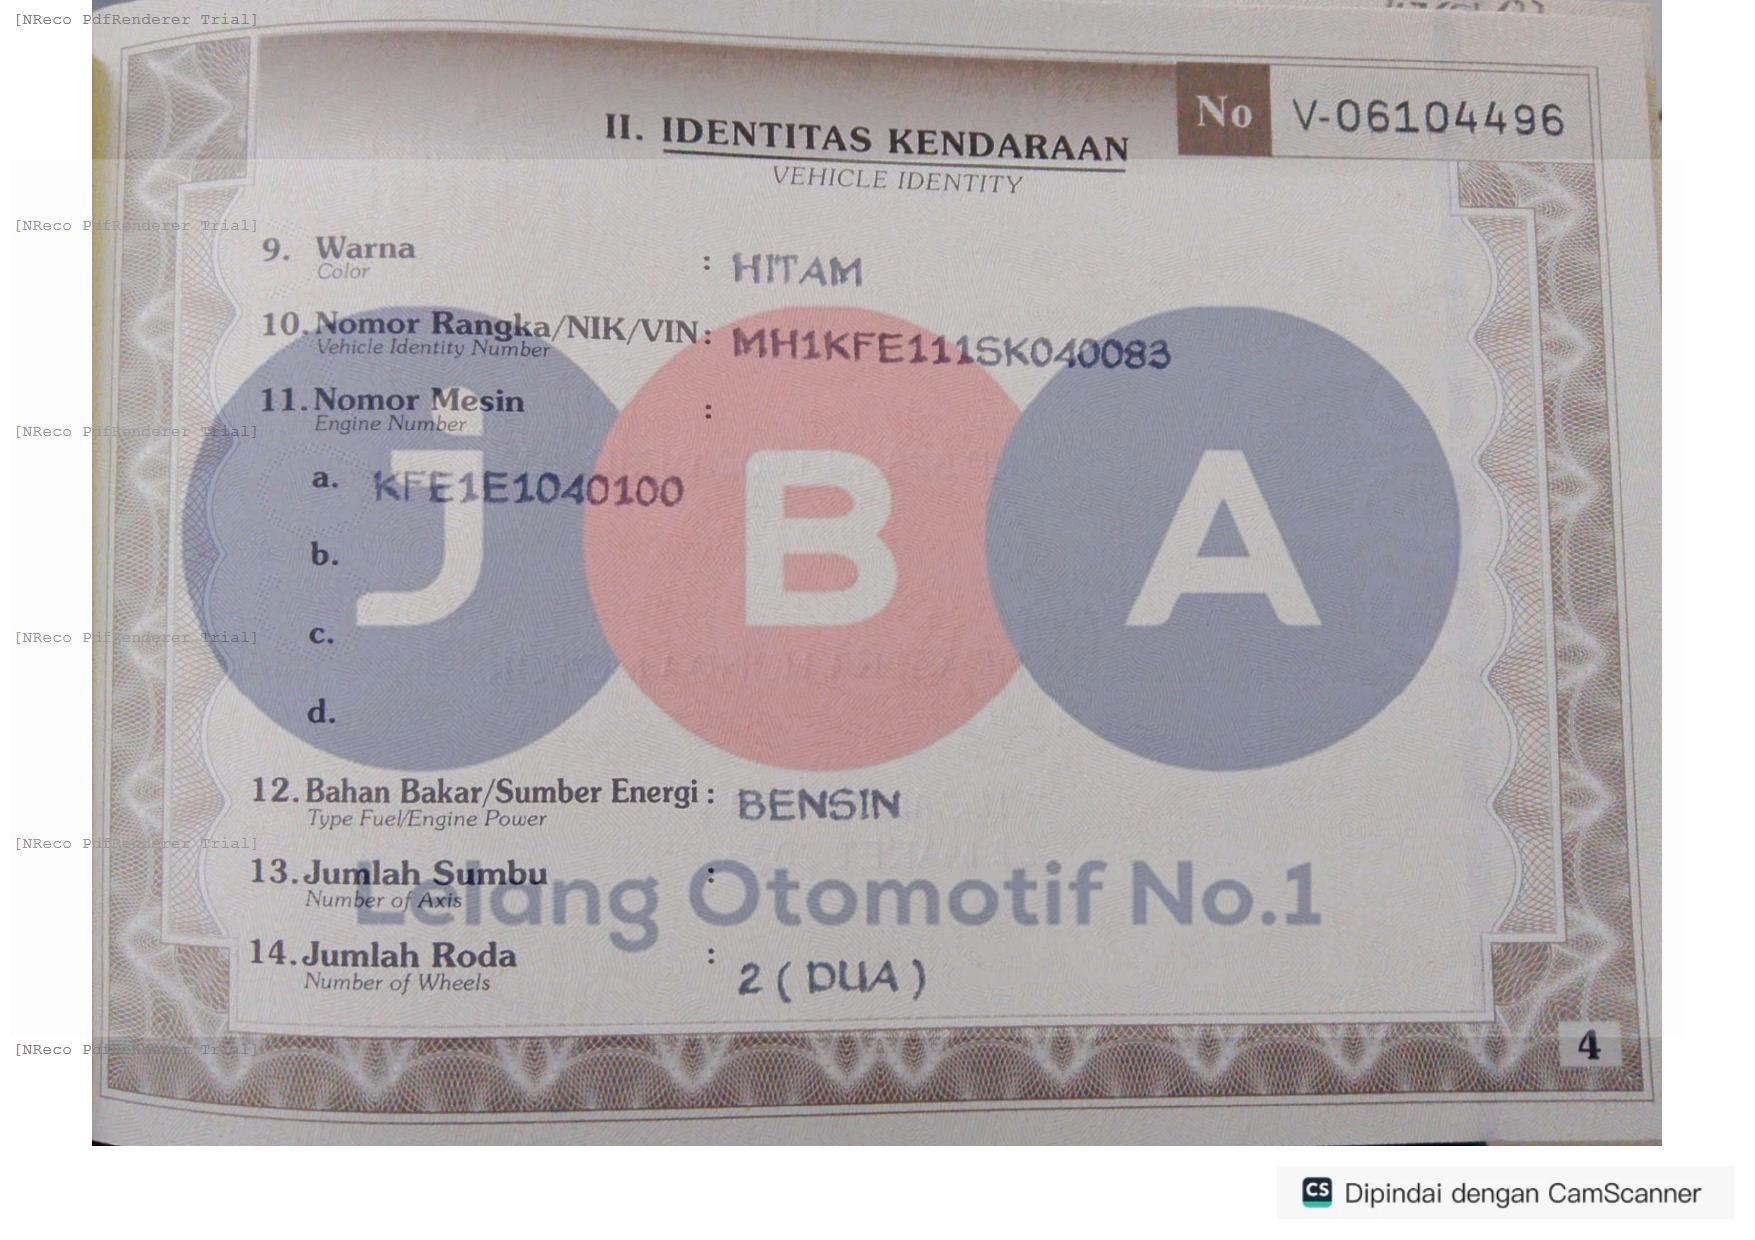 [NReco PdfRenderer Trial]
No V-06104496
II. IDENTITAS KENDARAAN
VEHICLE IDENTITY
[NReco PdfRenderer Trial]
9. Warna : HITAM
Color
10. Nomor Rangka/NIK/VIN : MH1KFE111SK040083
Vehicle Identity Number
11. Nomor Mesin :
Engine Number
[NReco PdfRenderer Trial]
a. KFE1E1040100
j B A
b.
c.
[NReco PdfRenderer Trial]
d.
12. Bahan Bakar/Sumber Energi : BENSIN
Type Fuel/Engine Power
[NReco PdfRenderer Trial]
13. Jumlah Sumbu :
Number of Axis
Lelang Otomotif No.1
14. Jumlah Roda : 2 ( DUA )
Number of Wheels
[NReco PdfRenderer Trial]
4
CS Dipindai dengan CamScanner